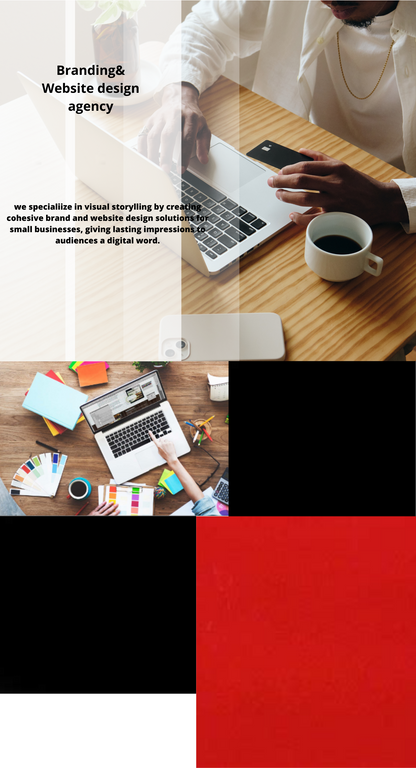 Branding&
Website design
agency
we specialiize in visual storylling by creating
cohesive brand and website design solutions for
small businesses, giving lasting impressions to
audiences a digital word.